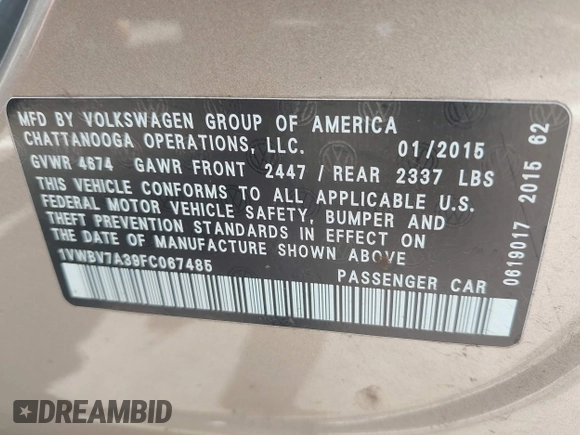 MFD BY VOLKSWAGEN GROUP OF AMERICA
CHATTANOOGA OPERATIONS, LLC. 01/2015
GVWR 4674 GAWR FRONT 2447 / REAR 2337 LBS
THIS VEHICLE CONFORMS TO ALL APPLICABLE U.S.
FEDERAL MOTOR VEHICLE SAFETY, BUMPER AND
THEFT PREVENTION STANDARDS IN EFFECT ON
THE DATE OF MANUFACTURE SHOWN ABOVE
1VWBV7A39FC067485 PASSENGER CAR
0619017 2015 62
DREAMBID